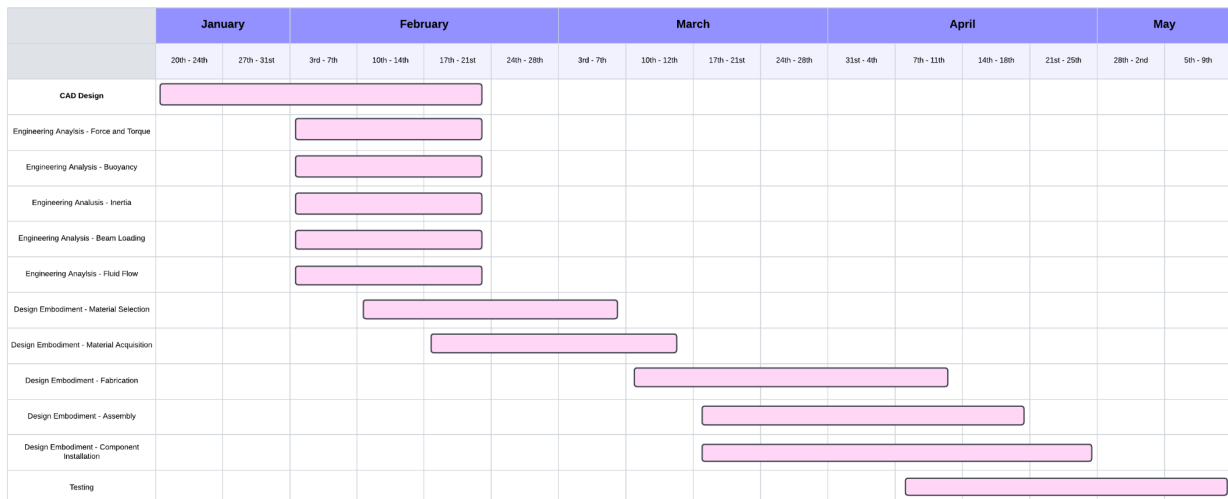 January February March April May
20th - 24th 27th - 31st 3rd - 7th 10th - 14th 17th - 21st 24th - 28th 3rd - 7th 10th - 12th 17th - 21st 24th - 28th 31st - 4th 7th - 11th 14th - 18th 21st - 25th 28th - 2nd 5th - 9th
CAD Design
Engineering Anaylsis - Force and Torque
Engineering Analysis - Buoyancy
Engineering Analusis - Inertia
Engineering Analysis - Beam Loading
Engineering Anaylsis - Fluid Flow
Design Embodiment - Material Selection
Design Embodiment - Material Acquisition
Design Embodiment - Fabrication
Design Embodiment - Assembly
Design Embodiment - Component
Installation
Testing